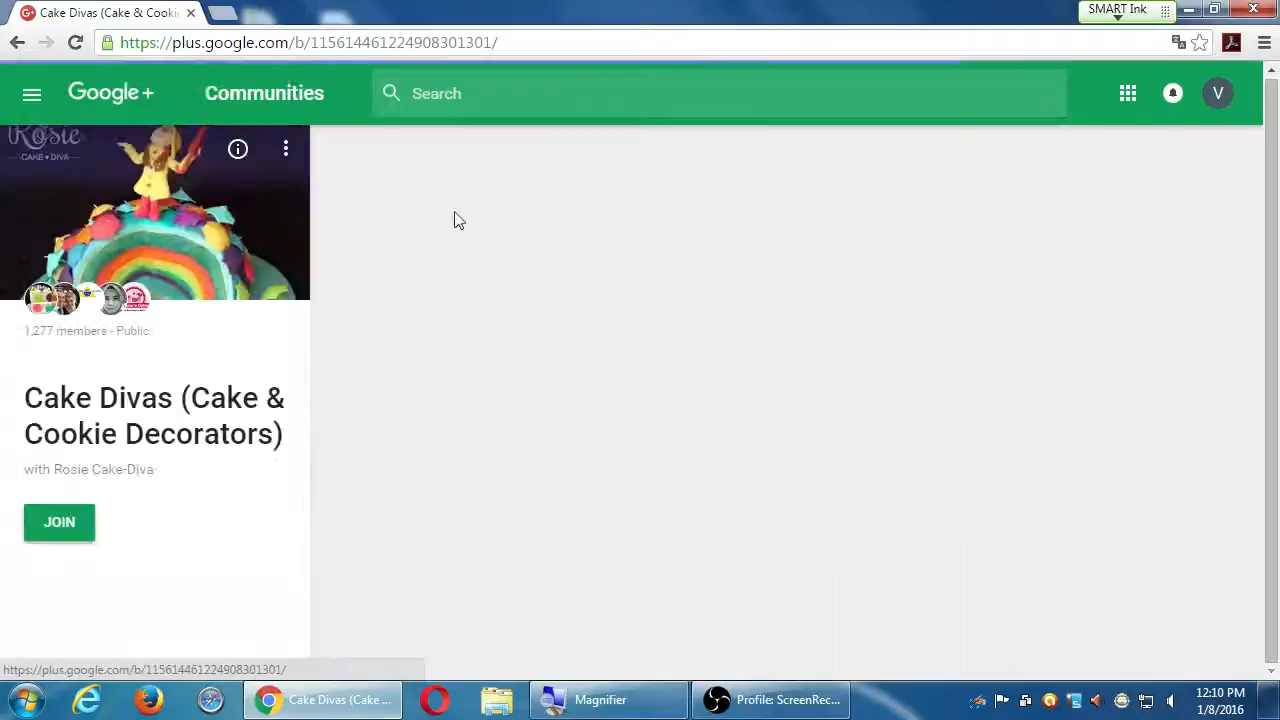 Cake Divas (Cake & Cooki
SMART Ink
https://plus.google.com/b/115614461224908301301/
Google+
Communities
Search
V
Rosie
CAKE ♥ DIVA
1,277 members - Public
Cake Divas (Cake &
Cookie Decorators)
with Rosie Cake-Diva
JOIN
https://plus.google.com/b/115614461224908301301/
Cake Divas (Cake ...
Magnifier
Profile: ScreenRec...
12:10 PM
1/8/2016